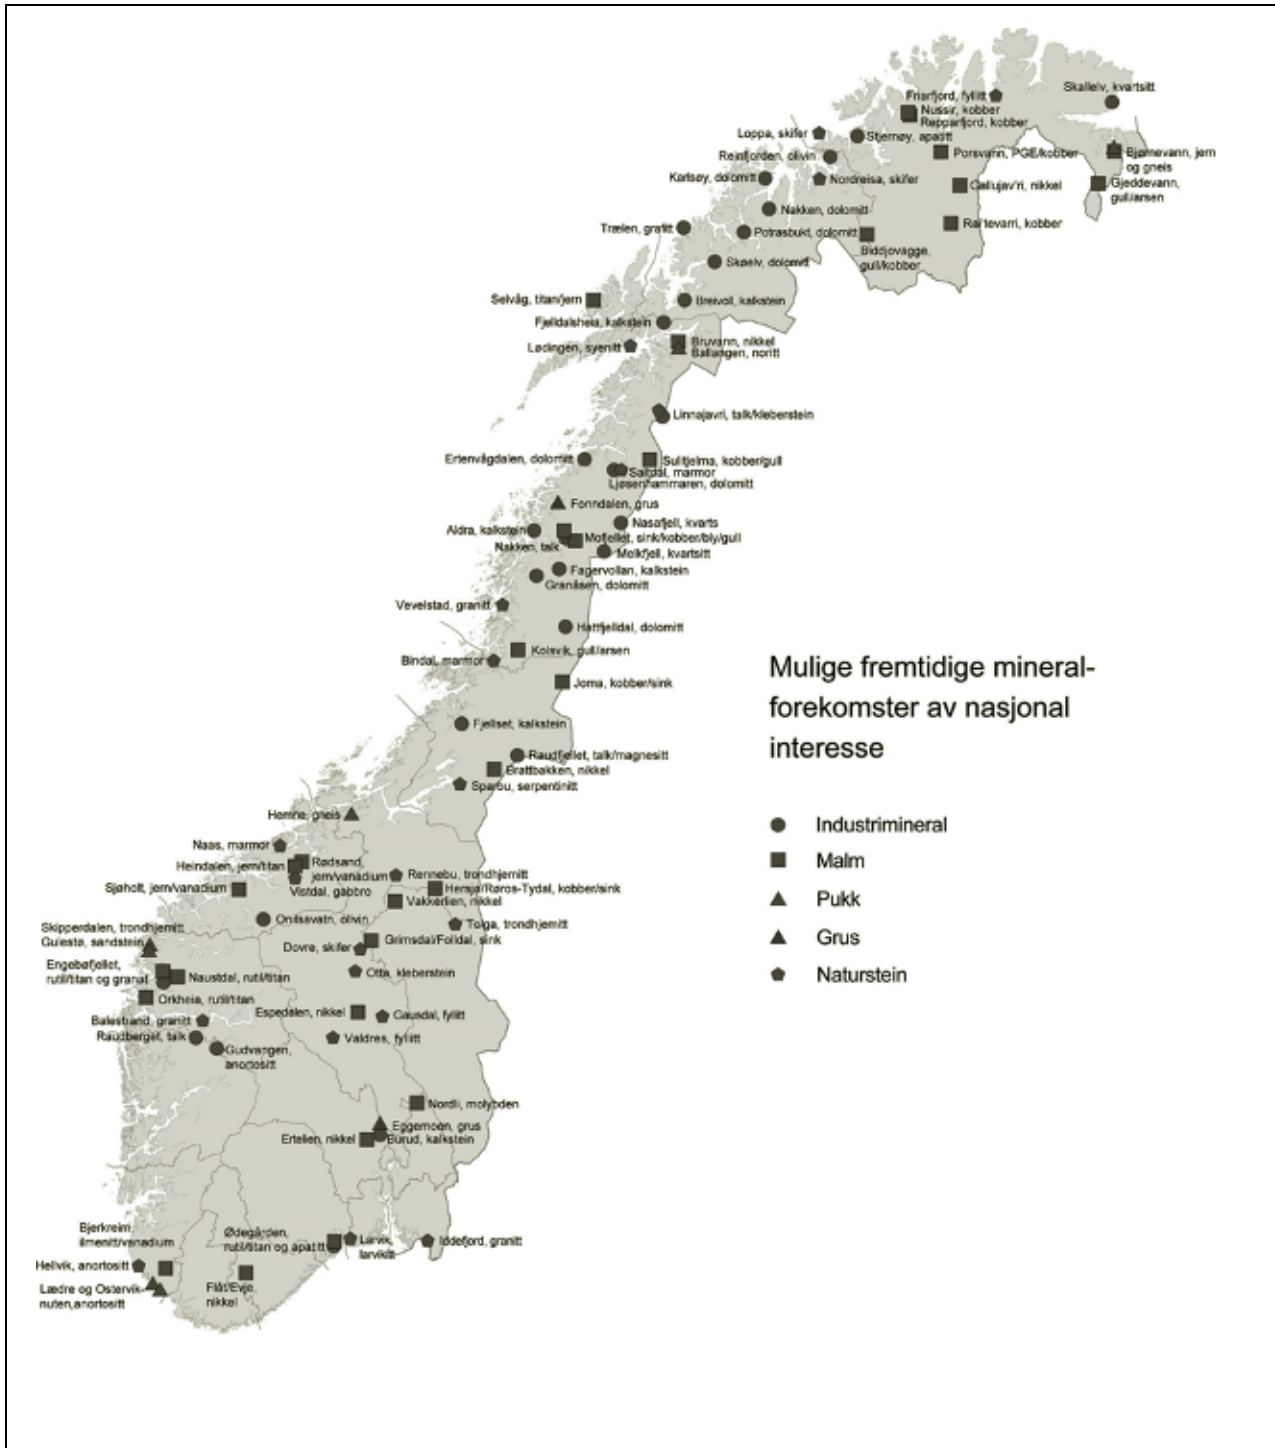 Skallelv, kvartsitt
Friarfjord, fyllitt
Nussir, kobber
Repparfjord, kobber
Loppa, skifer
Stjernøy, apatitt
Reinfjorden, olivin
Porsvann, PGE/kobber
Bjørnevann, jern
og gneis
Karlsøy, dolomitt
Nordreisa, skifer
Gallujav'ri, nikkel
Gjeddevann,
gull/arsen
Nakken, dolomitt
Trælen, grafitt
Potrasbukt, dolomitt
Raitevarri, kobber
Biddjovagge,
gull/kobber
Skøelv, dolomitt
Selvåg, titan/jern
Breivoll, kalkstein
Fjelldalsheia, kalkstein
Lødingen, syenitt
Bruvann, nikkel
Ballangen, noritt
Linnajavri, talk/kleberstein
Ertenvågdalen, dolomitt
Sulitjelma, kobber/gull
Saltdal, marmor
Ljøsenhammaren, dolomitt
Fonndalen, grus
Nasafjell, kvarts
Aldra, kalkstein
Mofjellet, sink/kobber/bly/gull
Nakken, talk
Melkfjell, kvartsitt
Fagervollan, kalkstein
Granåsen, dolomitt
Vevelstad, granitt
Hattfjelldal, dolomitt
Kolsvik, gull/arsen
Bindal, marmor
Joma, kobber/sink
Mulige fremtidige mineral-
forekomster av nasjonal
interesse
Fjellset, kalkstein
Raudfjellet, talk/magnesitt
Brattbakken, nikkel
Sparbu, serpentinitt
Industrimineral
Malm
Pukk
Grus
Naturstein
Hemne, gneis
Naas, marmor
Heindalen, jern/titan
Rødsand,
jern/vanadium
Vistdal, gabbro
Rennebu, trondhjemitt
Sjøholt, jern/vanadium
Hersjø/Røros-Tydal, kobber/sink
Vakkerlien, nikkel
Onilsavatn, olivin
Tolga, trondhjemitt
Skipperdalen, trondhjemitt
Gulestø, sandstein
Dovre, skifer
Grimsdal/Folldal, sink
Engebøfjellet,
rutil/titan og granat
Naustdal, rutil/titan
Otta, kleberstein
Orkheia, rutil/titan
Espedalen, nikkel
Gausdal, fyllitt
Balestrand, granitt
Raudberget, talk
Valdres, fyllitt
Gudvangen,
anortositt
Nordli, molybden
Eggemoen, grus
Ertelien, nikkel
Burud, kalkstein
Bjerkreim,
ilmenitt/vanadium
Ødegården,
rutil/titan og apatitt
Larvik,
larvikitt
Iddefjord, granitt
Hellvik, anortositt
Lædre og Ostervik-
nuten,anortositt
Flåt/Evje,
nikkel